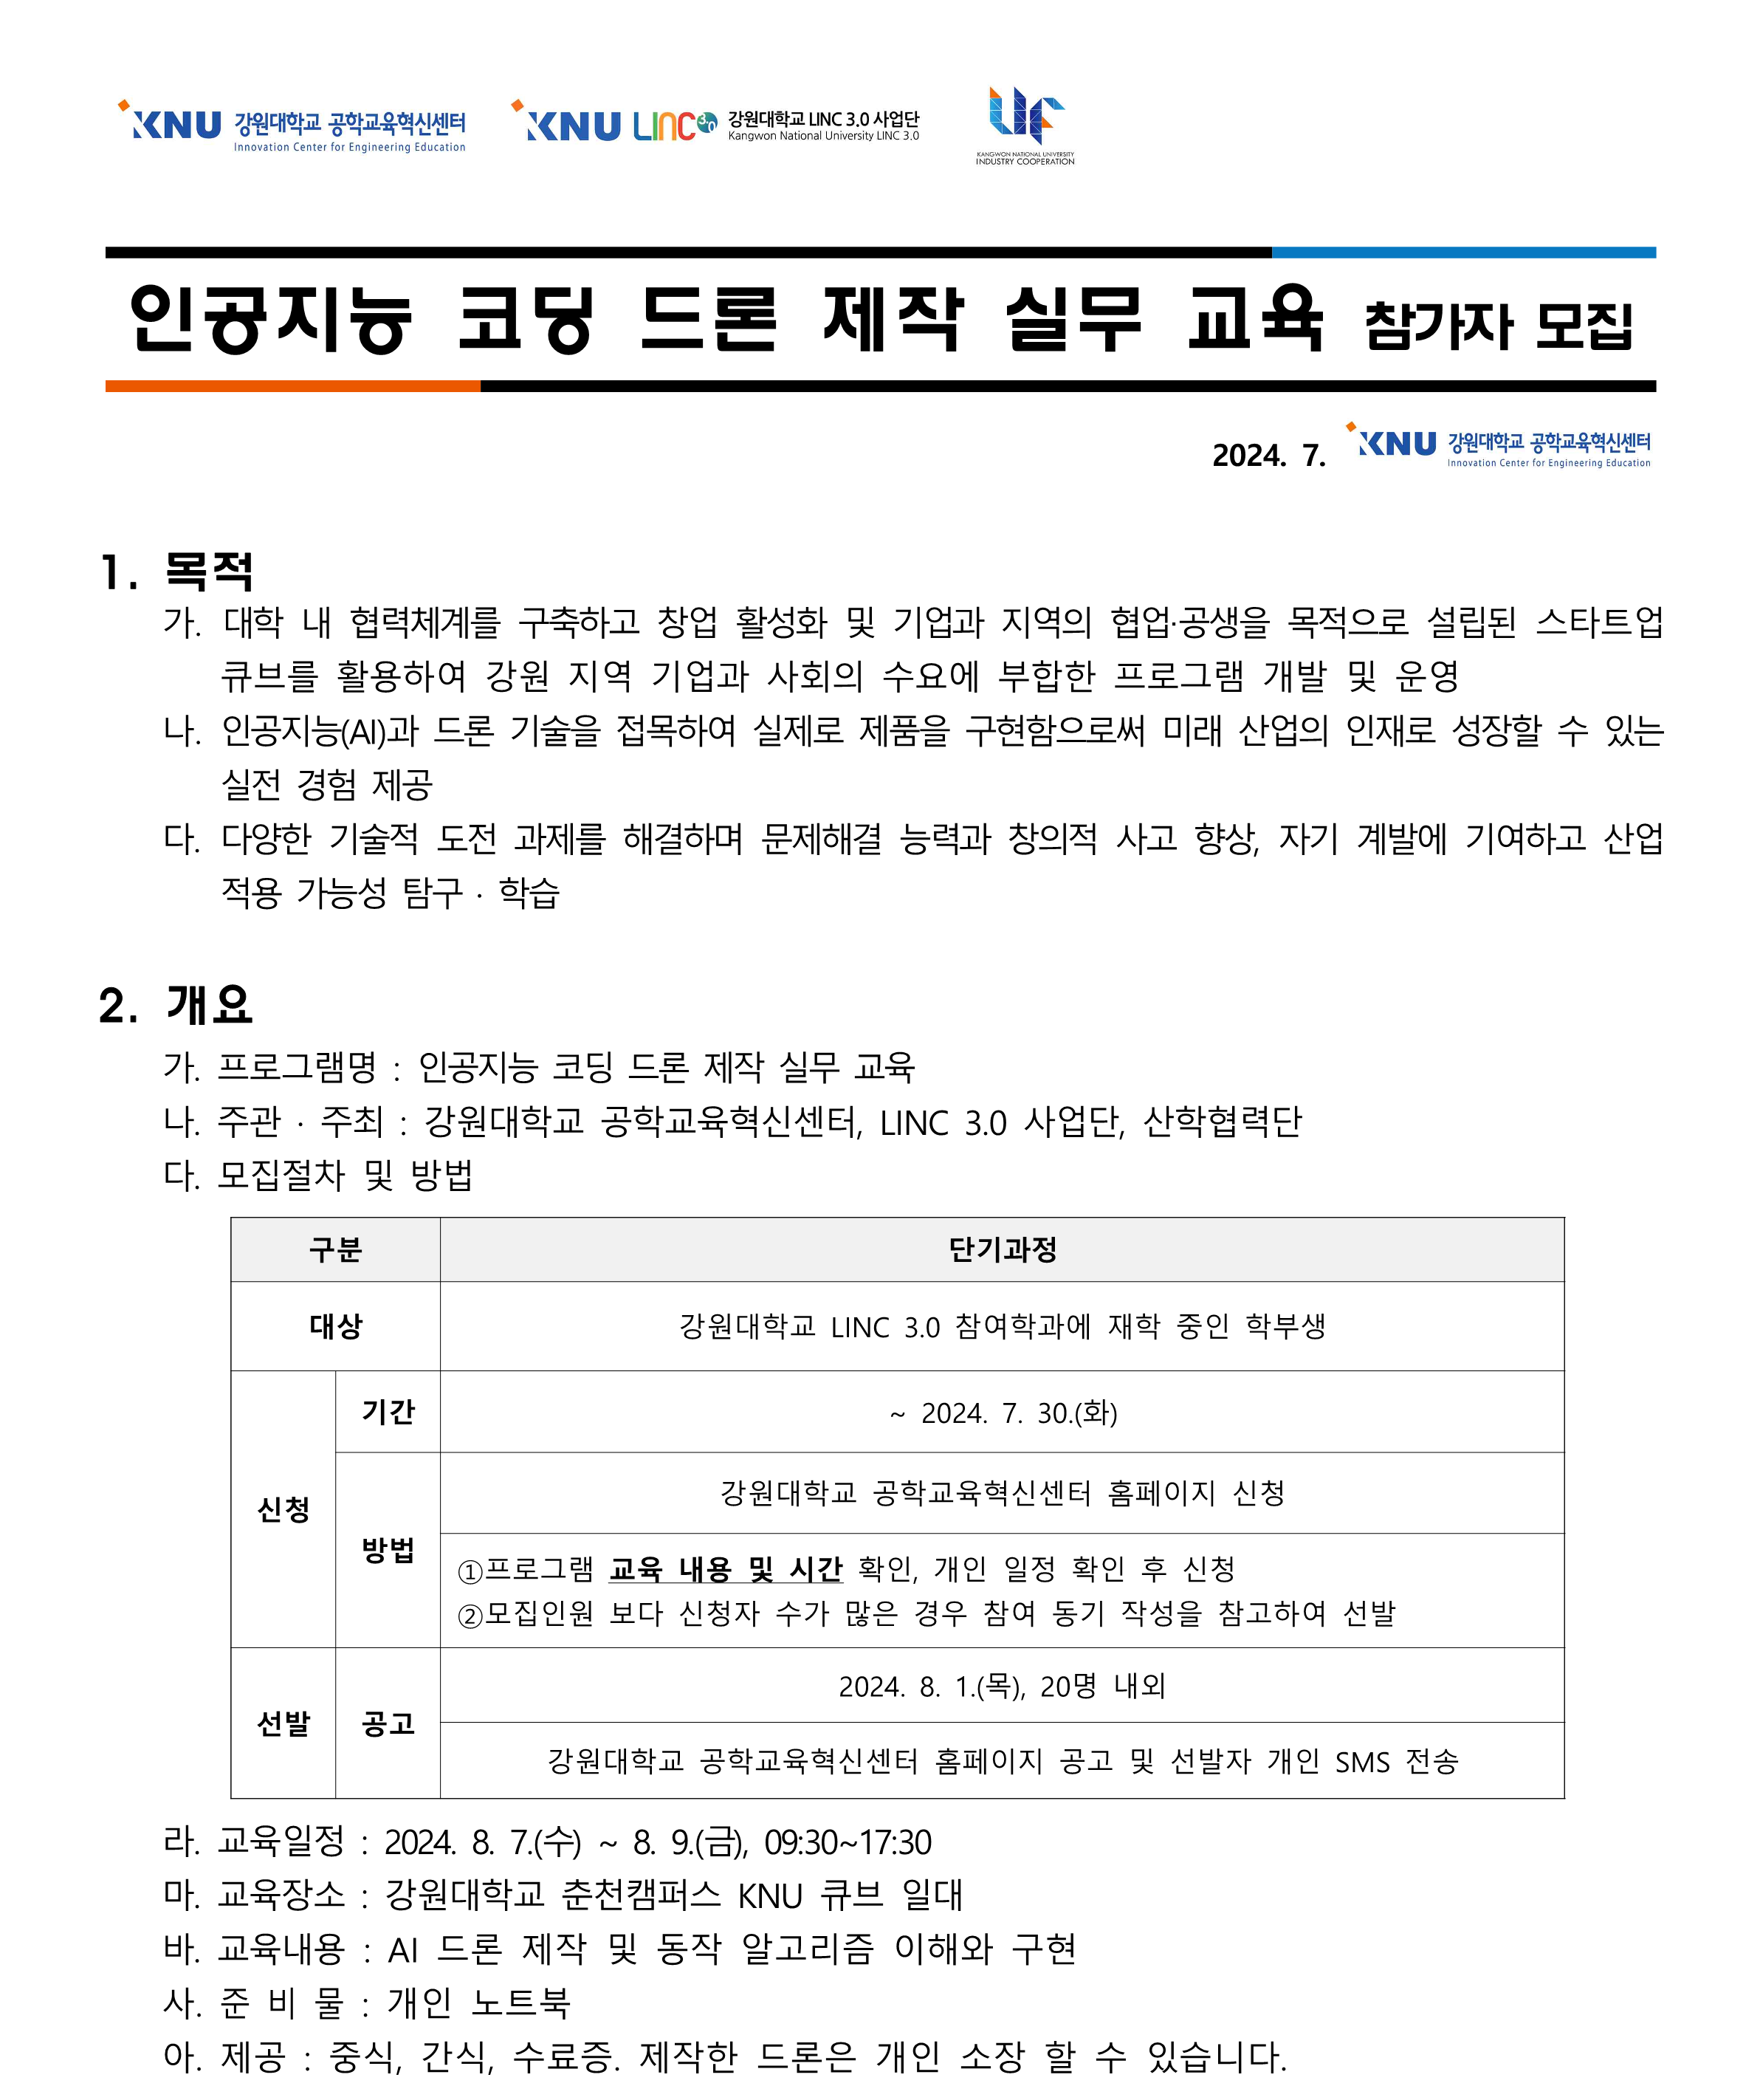 KNU 강원대학교 공학교육혁신센터
Innovation Center for Engineering Education
KNU LINC 3.0 강원대학교 LINC 3.0 사업단
Kangwon National University LINC 3.0
KANGWON NATIONAL UNIVERSITY
INDUSTRY COOPERATION
인공지능 코딩 드론 제작 실무 교육 참가자 모집
2024. 7. KNU 강원대학교 공학교육혁신센터
Innovation Center for Engineering Education
1. 목적
가. 대학 내 협력체계를 구축하고 창업 활성화 및 기업과 지역의 협업·공생을 목적으로 설립된 스타트업
큐브를 활용하여 강원 지역 기업과 사회의 수요에 부합한 프로그램 개발 및 운영
나. 인공지능(AI)과 드론 기술을 접목하여 실제로 제품을 구현함으로써 미래 산업의 인재로 성장할 수 있는
실전 경험 제공
다. 다양한 기술적 도전 과제를 해결하며 문제해결 능력과 창의적 사고 향상, 자기 계발에 기여하고 산업
적용 가능성 탐구 · 학습
2. 개요
가. 프로그램명 : 인공지능 코딩 드론 제작 실무 교육
나. 주관 · 주최 : 강원대학교 공학교육혁신센터, LINC 3.0 사업단, 산학협력단
다. 모집절차 및 방법
구분 단기과정
대상 강원대학교 LINC 3.0 참여학과에 재학 중인 학부생
신청 기간 ~ 2024. 7. 30.(화)
방법 강원대학교 공학교육혁신센터 홈페이지 신청
①프로그램 교육 내용 및 시간 확인, 개인 일정 확인 후 신청
②모집인원 보다 신청자 수가 많은 경우 참여 동기 작성을 참고하여 선발
선발 공고 2024. 8. 1.(목), 20명 내외
강원대학교 공학교육혁신센터 홈페이지 공고 및 선발자 개인 SMS 전송
라. 교육일정 : 2024. 8. 7.(수) ~ 8. 9.(금), 09:30~17:30
마. 교육장소 : 강원대학교 춘천캠퍼스 KNU 큐브 일대
바. 교육내용 : AI 드론 제작 및 동작 알고리즘 이해와 구현
사. 준 비 물 : 개인 노트북
아. 제공 : 중식, 간식, 수료증. 제작한 드론은 개인 소장 할 수 있습니다.